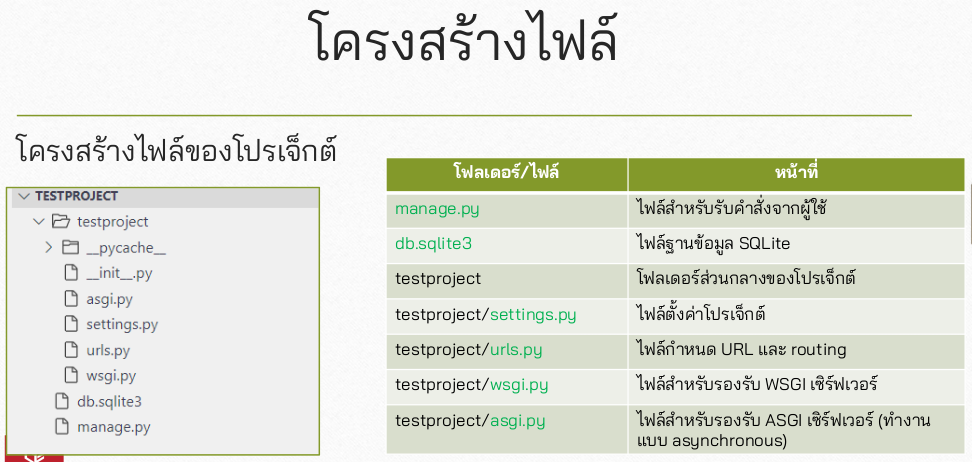 โครงสร้างไฟล์
โครงสร้างไฟล์ของโปรเจ็กต์
TESTPROJECT
testproject
__pycache__
__init__.py
asgi.py
settings.py
urls.py
wsgi.py
db.sqlite3
manage.py
โฟลเดอร์/ไฟล์ หน้าที่
manage.py ไฟล์สำหรับรับคำสั่งจากผู้ใช้
db.sqlite3 ไฟล์ฐานข้อมูล SQLite
testproject โฟลเดอร์ส่วนกลางของโปรเจ็กต์
testproject/settings.py ไฟล์ตั้งค่าโปรเจ็กต์
testproject/urls.py ไฟล์กำหนด URL และ routing
testproject/wsgi.py ไฟล์สำหรับรองรับ WSGI เซิร์ฟเวอร์
testproject/asgi.py ไฟล์สำหรับรองรับ ASGI เซิร์ฟเวอร์ (ทำงาน
แบบ asynchronous)